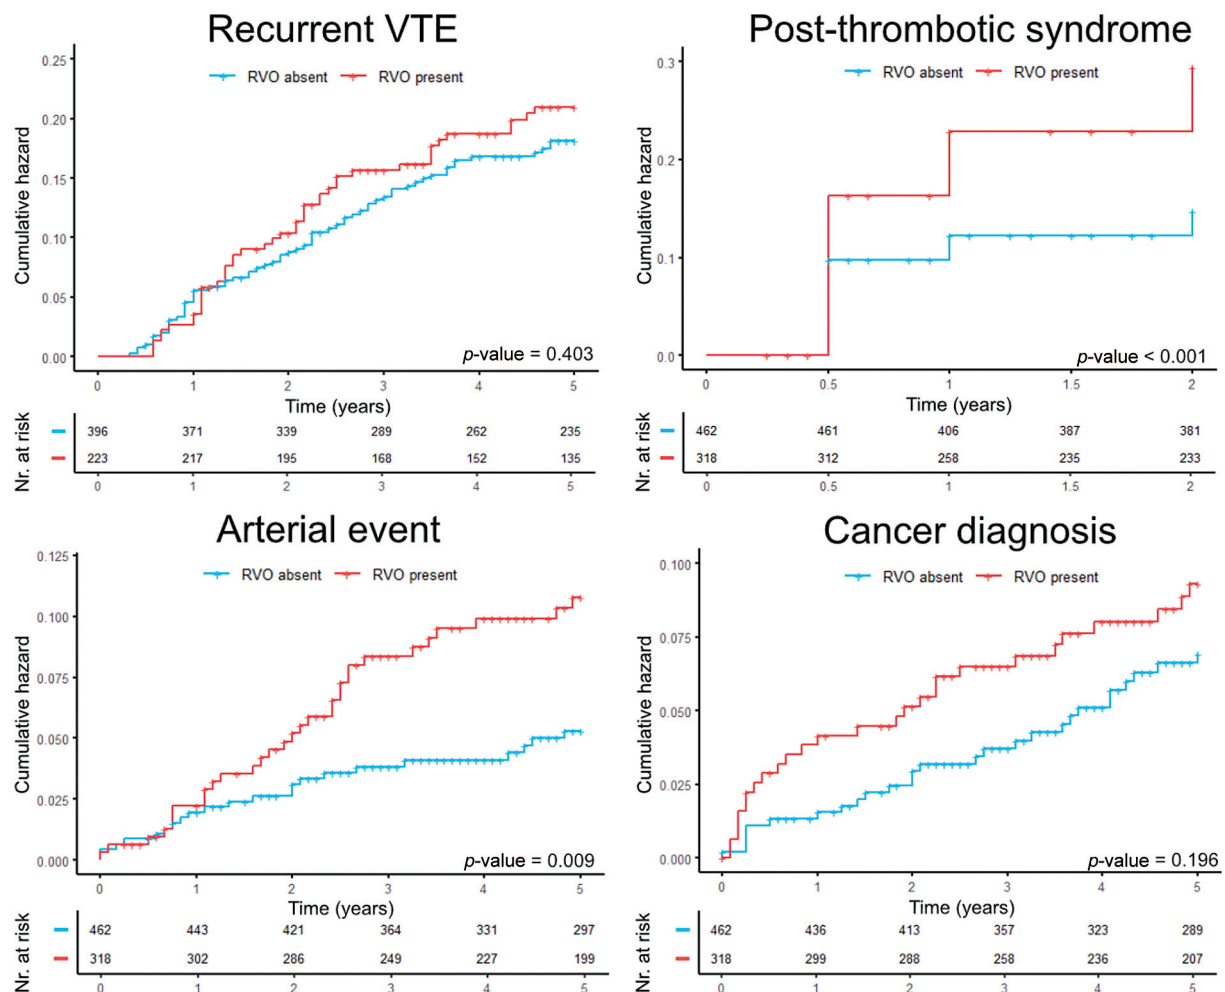 Recurrent VTE
RVO absent RVO present
Cumulative hazard
0.25
0.20
0.15
0.10
0.05
0.00
p-value = 0.403
0 1 2 3 4 5
Time (years)
Nr. at risk
396 371 339 289 262 235
223 217 195 168 152 135
0 1 2 3 4 5
Post-thrombotic syndrome
RVO absent RVO present
Cumulative hazard
0.3
0.2
0.1
0.0
p-value < 0.001
0 0.5 1 1.5 2
Time (years)
Nr. at risk
462 461 406 387 381
318 312 258 235 233
0 0.5 1 1.5 2
Arterial event
RVO absent RVO present
Cumulative hazard
0.125
0.100
0.075
0.050
0.025
0.000
p-value = 0.009
0 1 2 3 4 5
Time (years)
Nr. at risk
462 443 421 364 331 297
318 302 286 249 227 199
0 1 2 3 4 5
Cancer diagnosis
RVO absent RVO present
Cumulative hazard
0.100
0.075
0.050
0.025
0.000
p-value = 0.196
0 1 2 3 4 5
Time (years)
Nr. at risk
462 436 413 357 323 289
318 299 288 258 236 207
0 1 2 3 4 5